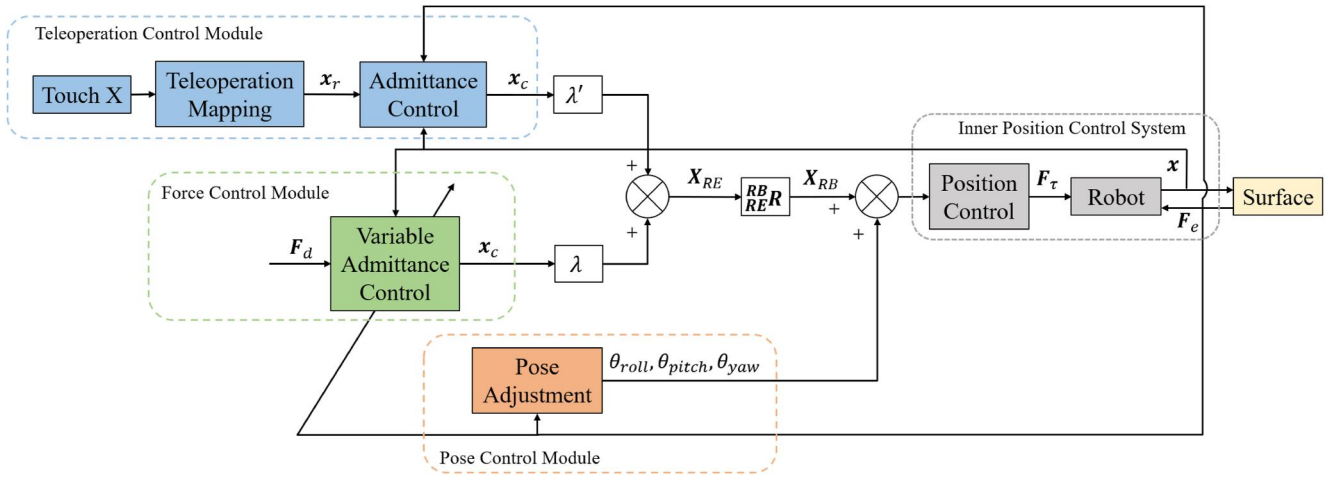 Teleoperation Control Module
Touch X
Teleoperation
Mapping
𝒙_r
Admittance
Control
𝒙_c
λ′
+
Force Control Module
F_d
Variable
Admittance
Control
𝒙_c
λ
+
X_RE
RB
RE R
X_RB
+
+
Inner Position Control System
Position
Control
F_τ
Robot
𝒙
F_e
Surface
Pose
Adjustment
θ_roll, θ_pitch, θ_yaw
Pose Control Module